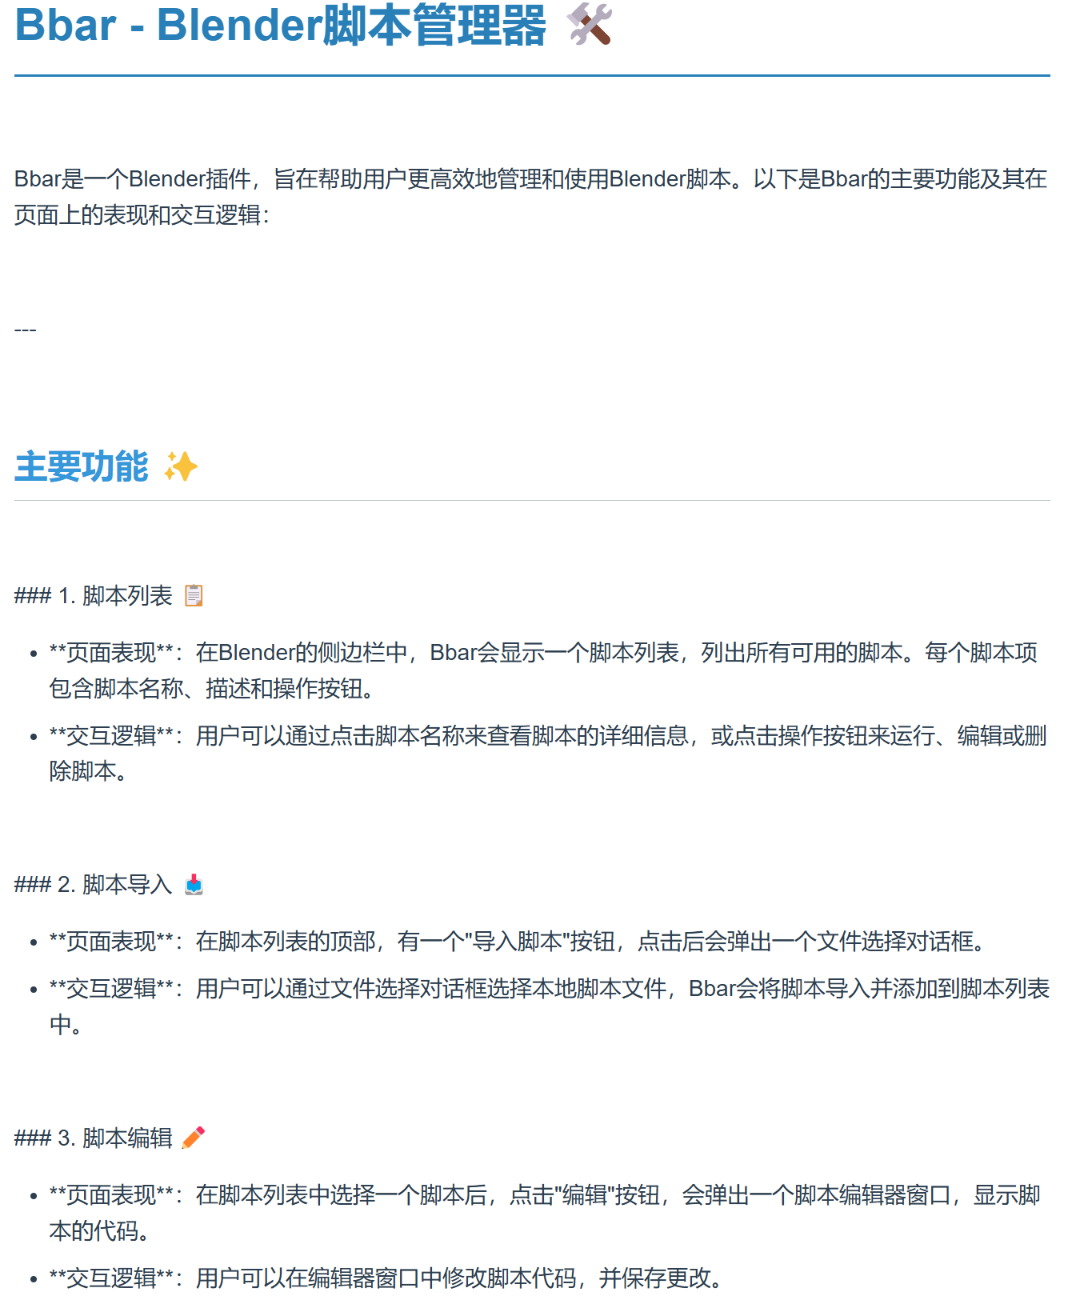 Bbar - Blender脚本管理器 🛠️
Bbar是一个Blender插件，旨在帮助用户更高效地管理和使用Blender脚本。以下是Bbar的主要功能及其在
页面上的表现和交互逻辑：
---
主要功能 ✨
### 1. 脚本列表 📋
• **页面表现**：在Blender的侧边栏中，Bbar会显示一个脚本列表，列出所有可用的脚本。每个脚本项
包含脚本名称、描述和操作按钮。
• **交互逻辑**：用户可以通过点击脚本名称来查看脚本的详细信息，或点击操作按钮来运行、编辑或删
除脚本。
### 2. 脚本导入 📥
• **页面表现**：在脚本列表的顶部，有一个"导入脚本"按钮，点击后会弹出一个文件选择对话框。
• **交互逻辑**：用户可以通过文件选择对话框选择本地脚本文件，Bbar会将脚本导入并添加到脚本列表
中。
### 3. 脚本编辑 ✏️
• **页面表现**：在脚本列表中选择一个脚本后，点击"编辑"按钮，会弹出一个脚本编辑器窗口，显示脚
本的代码。
• **交互逻辑**：用户可以在编辑器窗口中修改脚本代码，并保存更改。